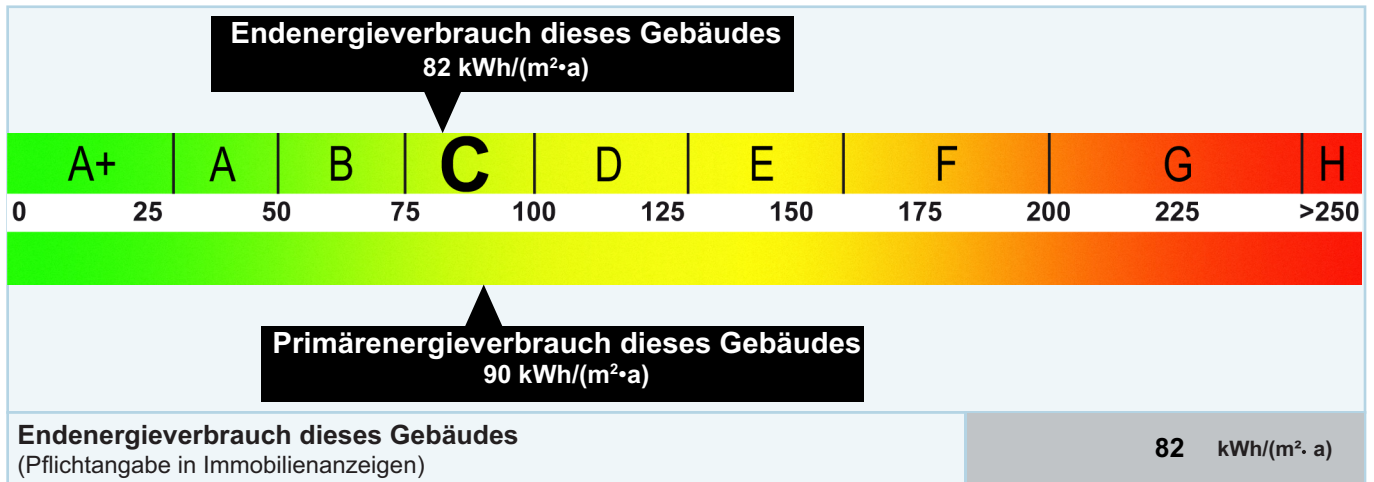 Endenergieverbrauch dieses Gebäudes
82 kWh/(m²•a)
A+ A B C D E F G H
0 25 50 75 100 125 150 175 200 225 >250
Primärenergieverbrauch dieses Gebäudes
90 kWh/(m²•a)
Endenergieverbrauch dieses Gebäudes
(Pflichtangabe in Immobilienanzeigen)
82 kWh/(m²· a)